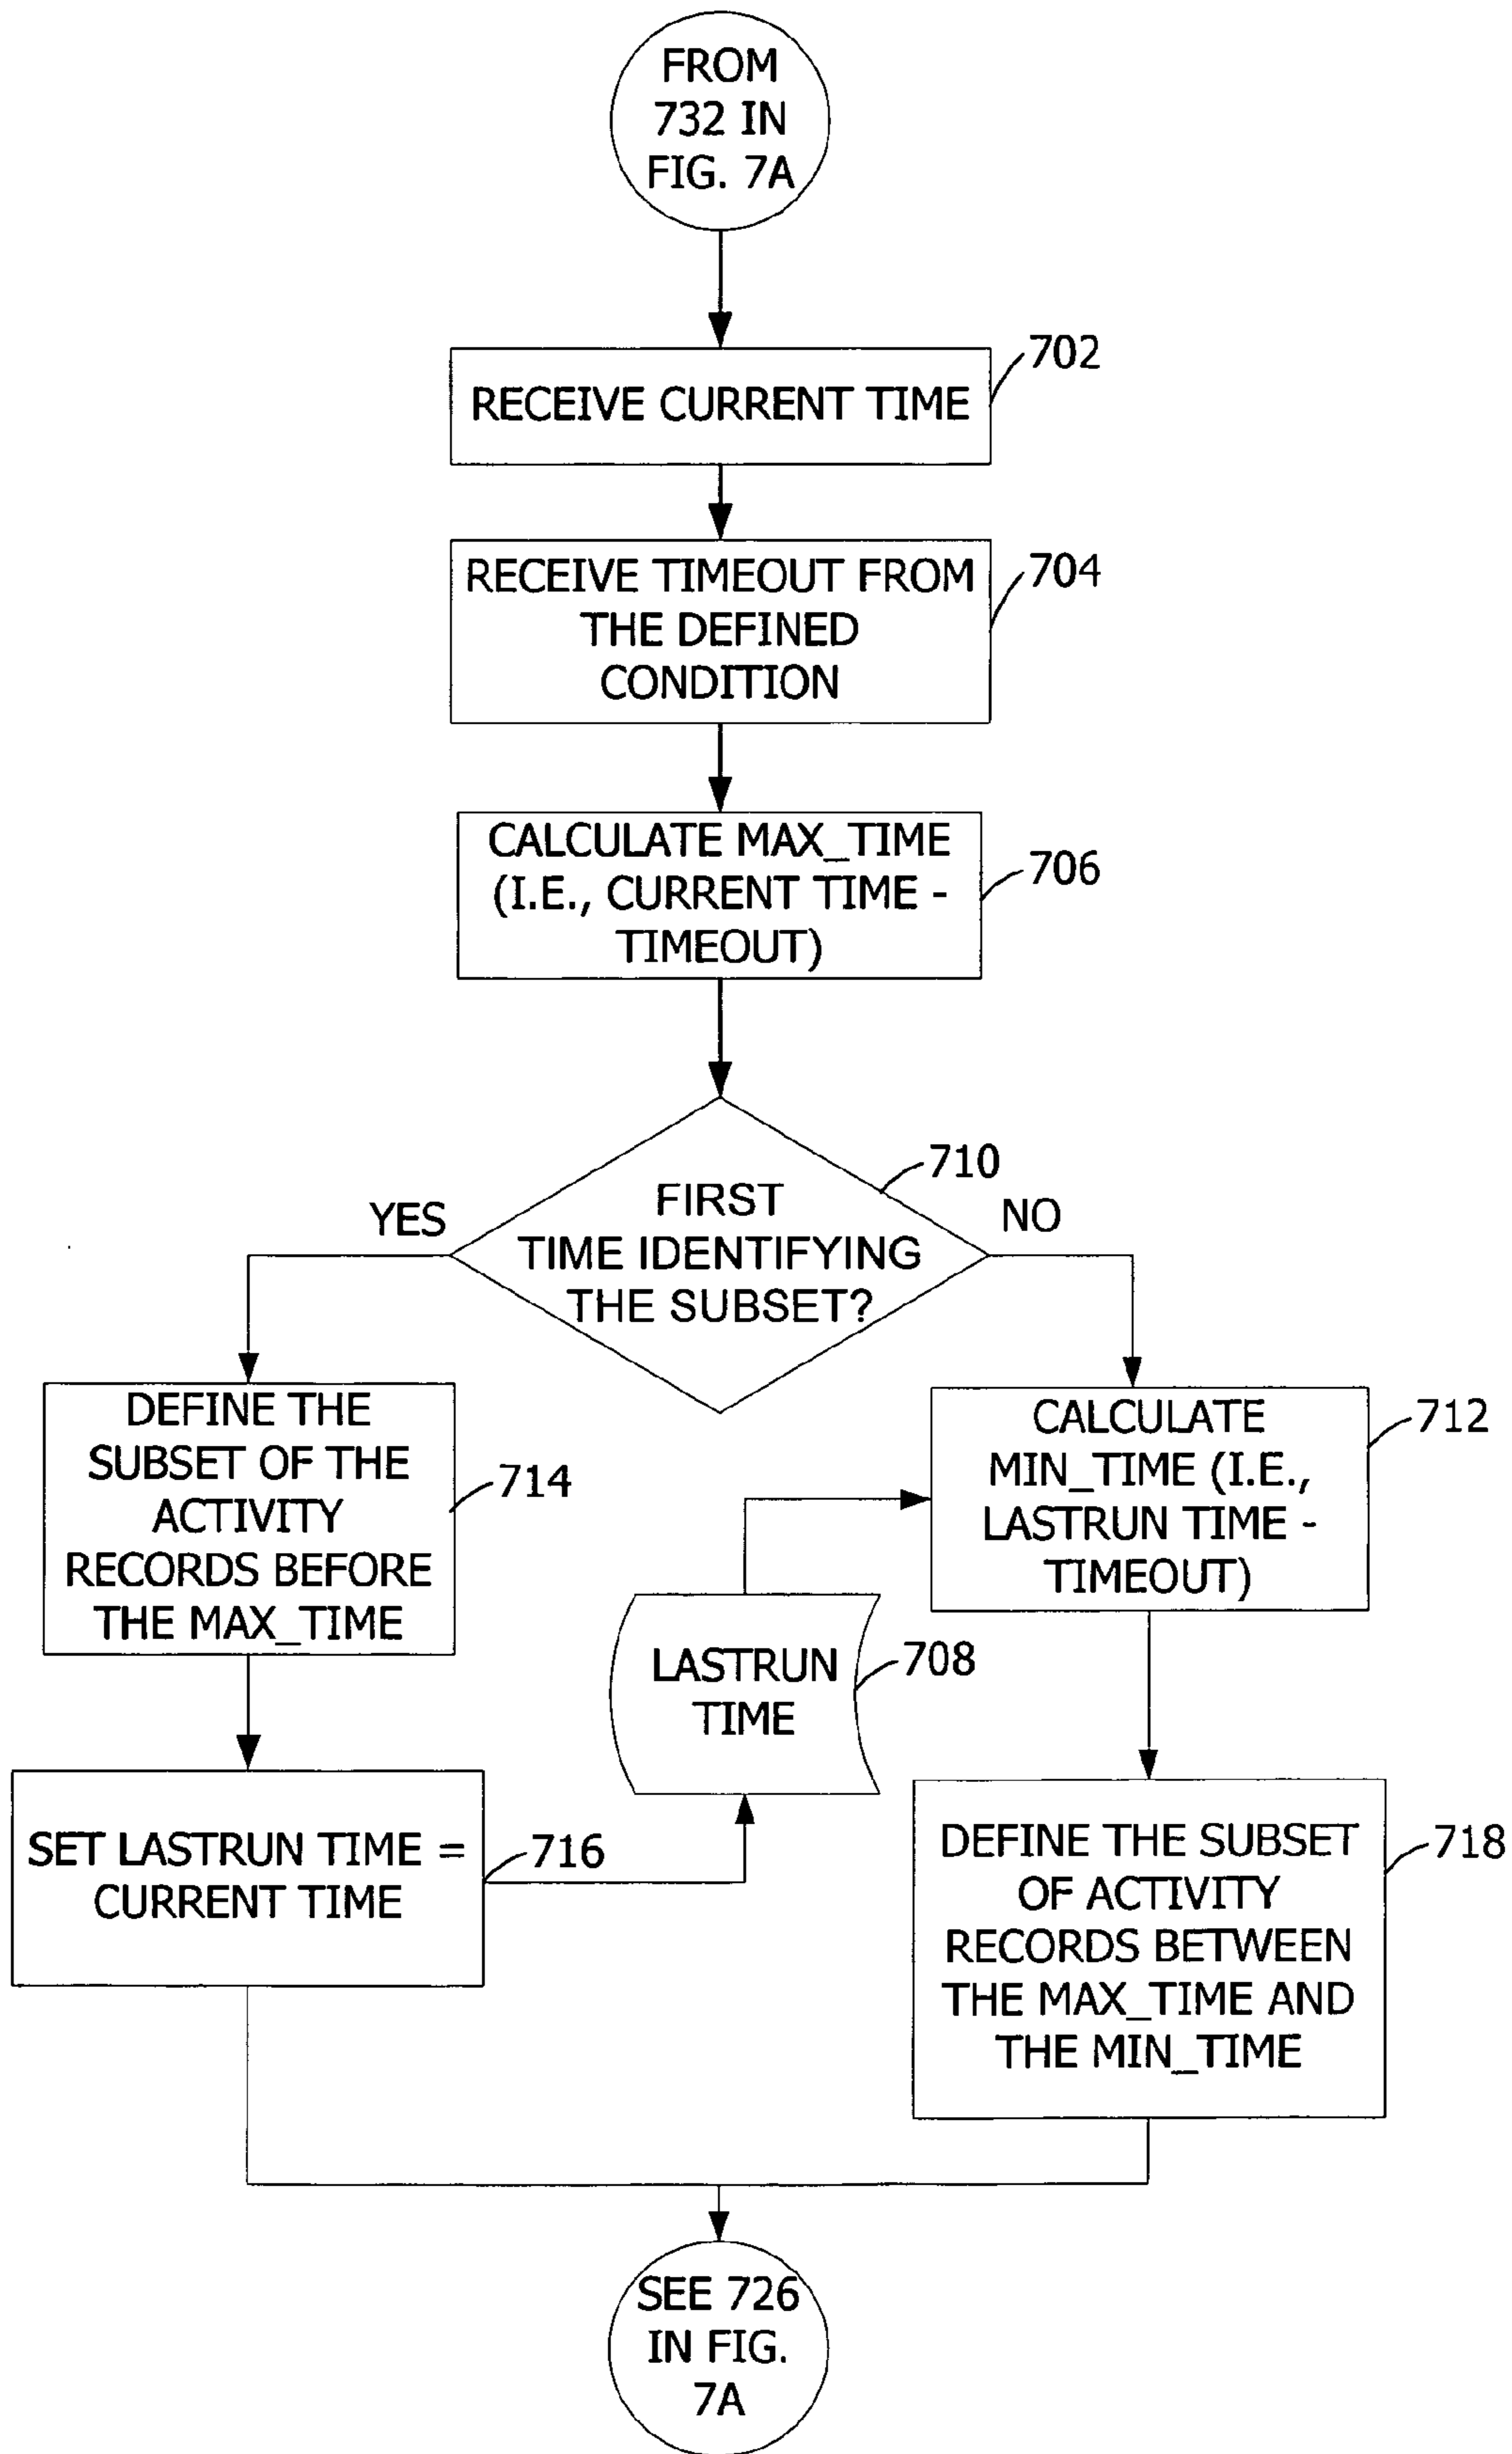 FROM
732 IN
FIG. 7A
702
RECEIVE CURRENT TIME
704
RECEIVE TIMEOUT FROM
THE DEFINED
CONDITION
706
CALCULATE MAX_TIME
(I.E., CURRENT TIME -
TIMEOUT)
710
YES
NO
FIRST
TIME IDENTIFYING
THE SUBSET?
DEFINE THE
SUBSET OF THE
ACTIVITY
RECORDS BEFORE
THE MAX_TIME
714
CALCULATE
MIN_TIME (I.E.,
LASTRUN TIME -
TIMEOUT)
712
LASTRUN
TIME
708
SET LASTRUN TIME =
CURRENT TIME
716
DEFINE THE SUBSET
OF ACTIVITY
RECORDS BETWEEN
THE MAX_TIME AND
THE MIN_TIME
718
SEE 726
IN FIG.
7A